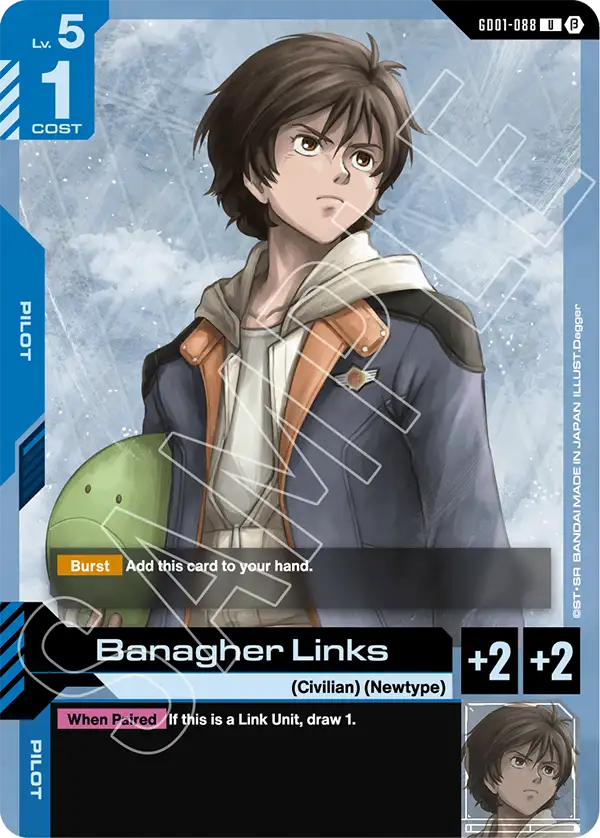 Lv. 5
GD01-088 U β
1
COST
PILOT
©ST·SR BANDAI MADE IN JAPAN ILLUST.Dagger
SAMPLE
Burst Add this card to your hand.
Banagher Links
+2 +2
(Civilian) (Newtype)
When Paired If this is a Link Unit, draw 1.
PILOT